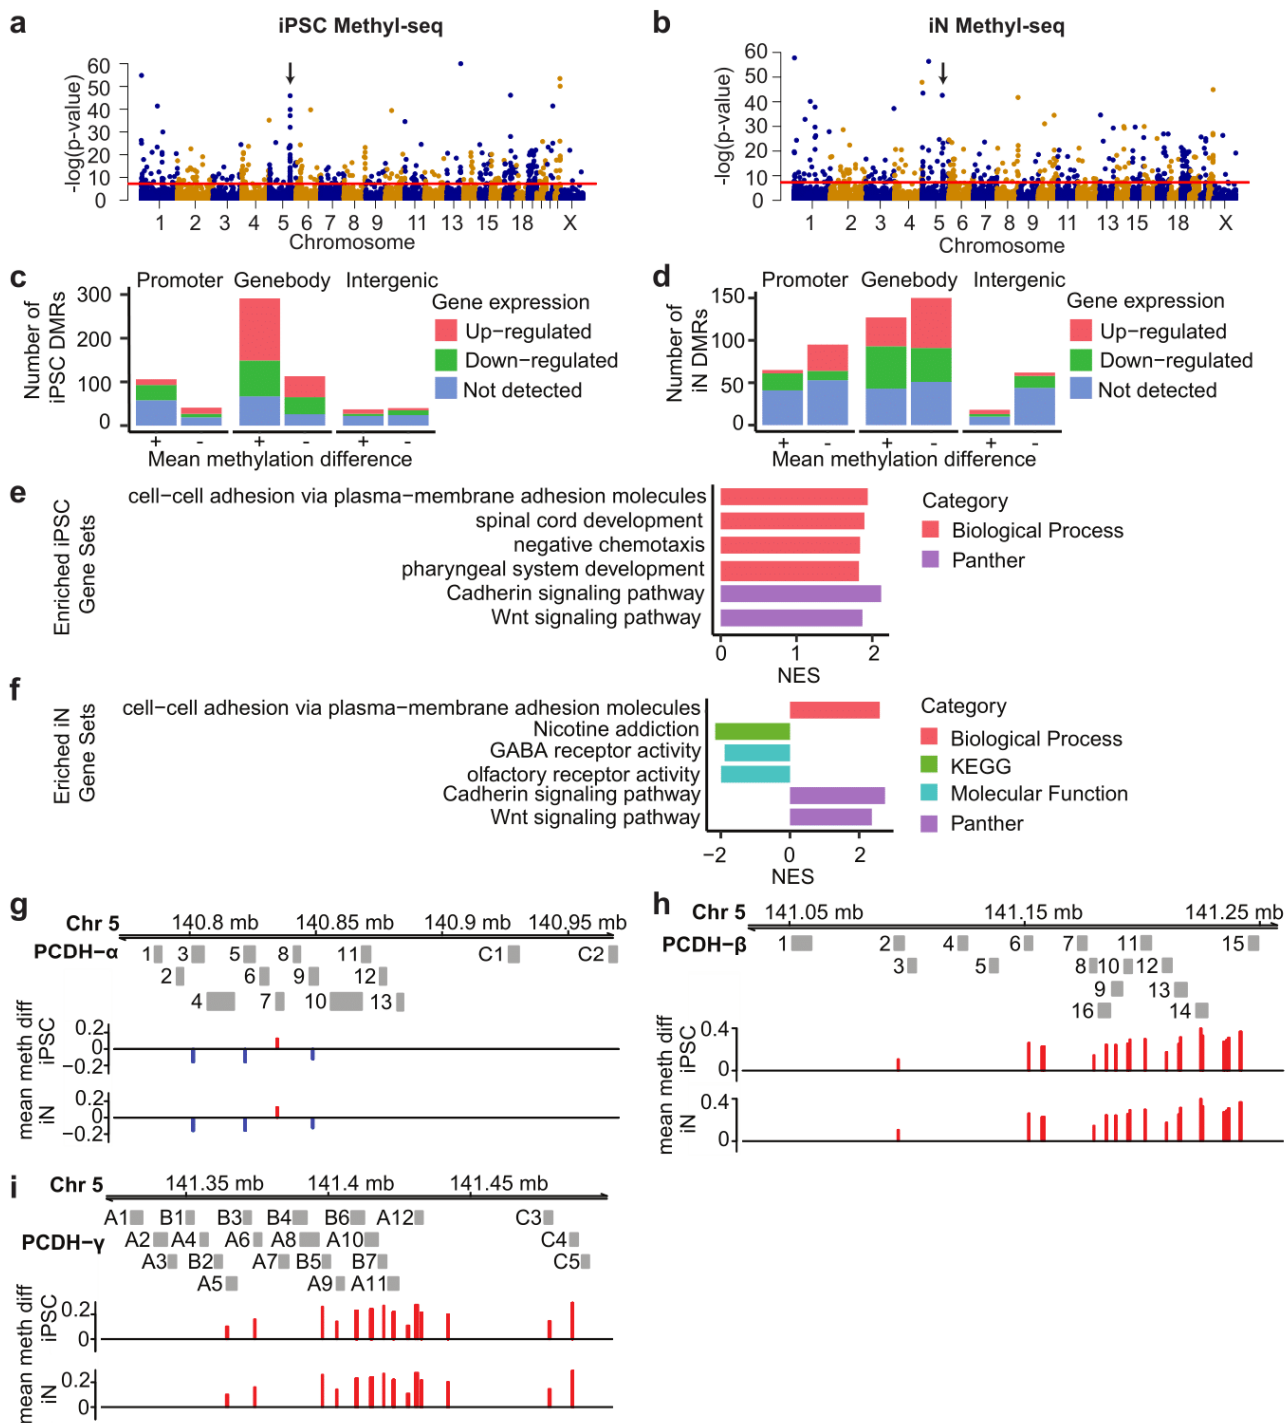 a
iPSC Methyl-seq
-log(p-value)
60
50
40
30
20
10
0
1 2 3 4 5 6 7 8 9 11 13 15 18 X
Chromosome
b
iN Methyl-seq
-log(p-value)
60
50
40
30
20
10
0
1 2 3 4 5 6 7 8 9 11 13 15 18 X
Chromosome
c
Number of
iPSC DMRs
Promoter Genebody Intergenic
300
200
100
0
+ - + - + -
Mean methylation difference
Gene expression
Up-regulated
Down-regulated
Not detected
d
Number of
iN DMRs
Promoter Genebody Intergenic
150
100
50
0
+ - + - + -
Mean methylation difference
Gene expression
Up-regulated
Down-regulated
Not detected
e
Enriched iPSC
Gene Sets
cell-cell adhesion via plasma-membrane adhesion molecules
spinal cord development
negative chemotaxis
pharyngeal system development
Cadherin signaling pathway
Wnt signaling pathway
0 1 2
NES
Category
Biological Process
Panther
f
Enriched iN
Gene Sets
cell-cell adhesion via plasma-membrane adhesion molecules
Nicotine addiction
GABA receptor activity
olfactory receptor activity
Cadherin signaling pathway
Wnt signaling pathway
-2 0 2
NES
Category
Biological Process
KEGG
Molecular Function
Panther
g
Chr 5 140.8 mb 140.85 mb 140.9 mb 140.95 mb
PCDH-α 1 3 5 8 11 C1 C2
2 6 9 12
4 7 10 13
mean meth diff
iPSC
0.2
0
-0.2
iN
0.2
0
-0.2
h
Chr 5 141.05 mb 141.15 mb 141.25 mb
PCDH-β 1 2 4 6 7 11 15
3 5 8 10 12
9 13
16 14
mean meth diff
iPSC
0.4
0
mean meth diff
iN
0.4
0
i
Chr 5 141.35 mb 141.4 mb 141.45 mb
A1 B1 B3 B4 B6 A12 C3
PCDH-γ A2 A4 A6 A8 A10 C4
A3 B2 A7 B5 B7 C5
A5 A9 A11
mean meth diff
iPSC
0.2
0
mean meth diff
iN
0.2
0